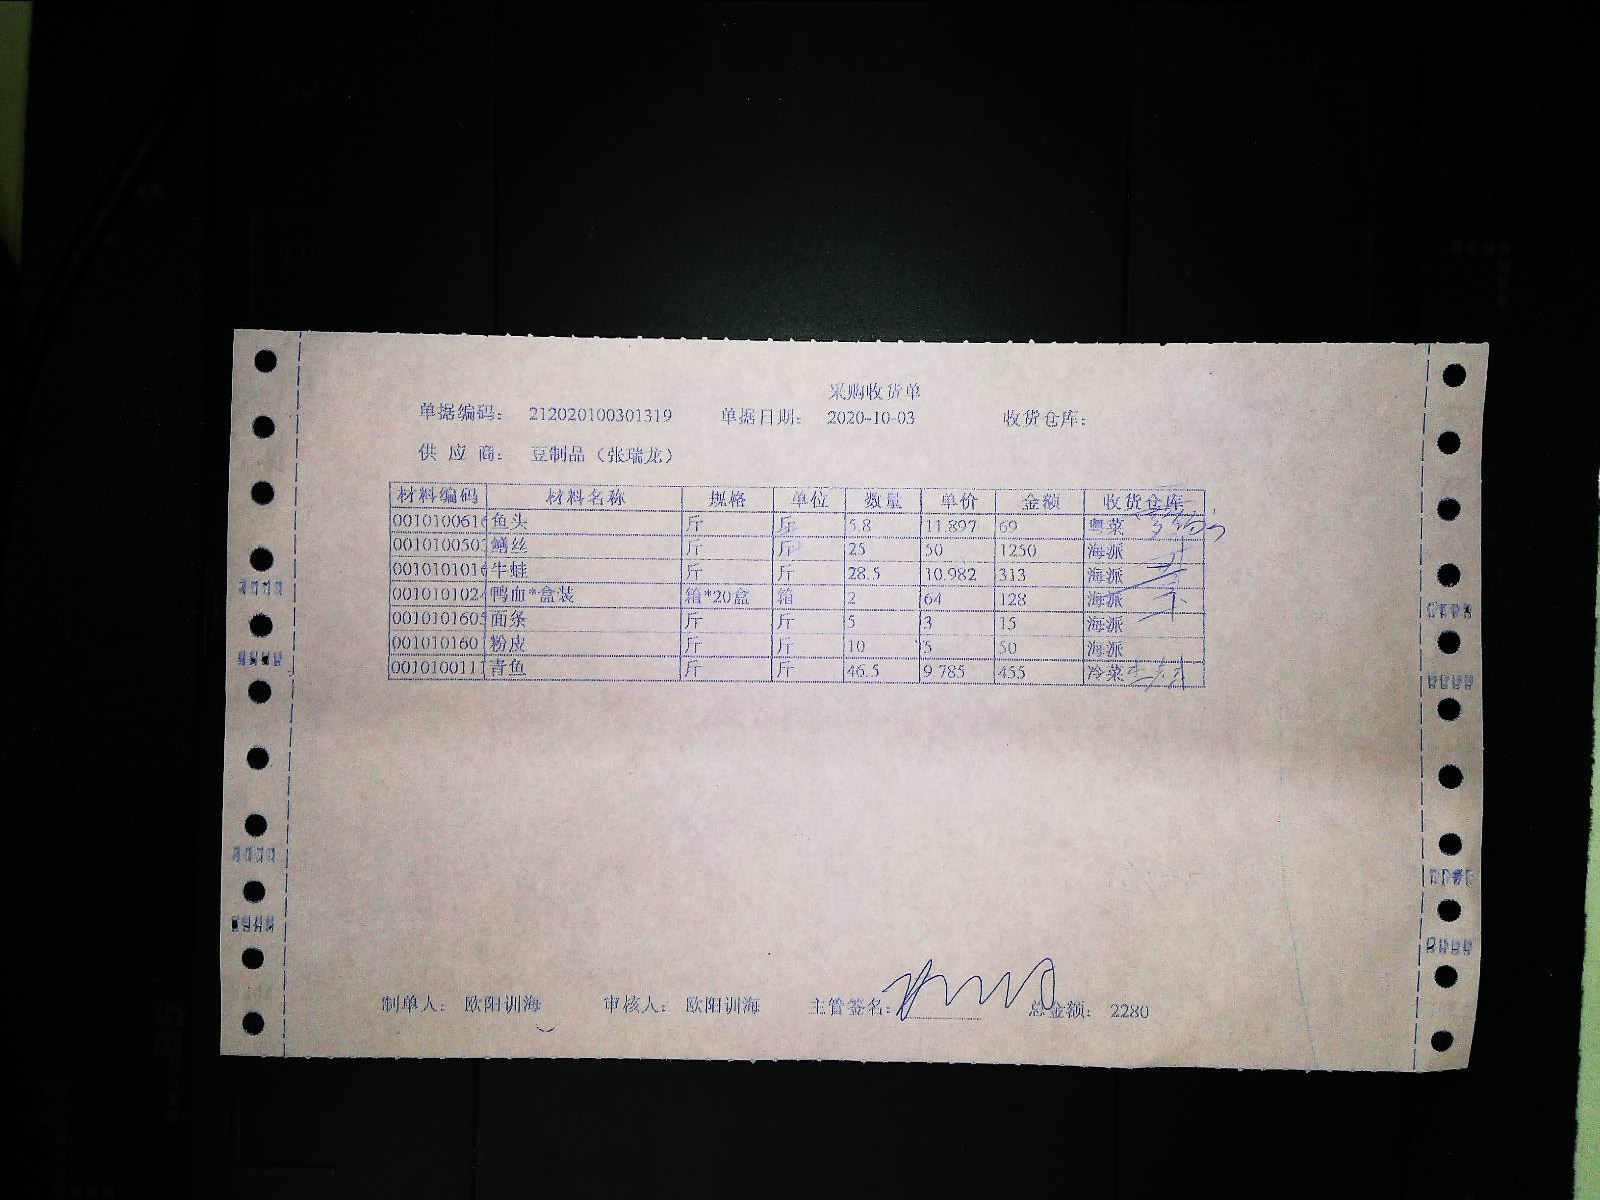 采购收货单
单据编码: 212020100301319 单据日期: 2020-10-03 收货仓库:
供 应 商: 豆制品（张瑞龙）
材料编码 材料名称 规格 单位 数量 单价 金额 收货仓库
001010061 鱼头 斤 斤 5.8 11.897 69 粤菜
001010050 鳝丝 斤 斤 25 50 1250 海派
001010101 牛蛙 斤 斤 28.5 10.982 313 海派
001010102 鸭血*盒装 箱*20盒 箱 2 64 128 海派
001010160 面条 斤 斤 5 3 15 海派
001010160 粉皮 斤 斤 10 5 50 海派
001010011 青鱼 斤 斤 46.5 9.785 455 冷菜
制单人: 欧阳训海 审核人: 欧阳训海 主管签名: 总金额: 2280